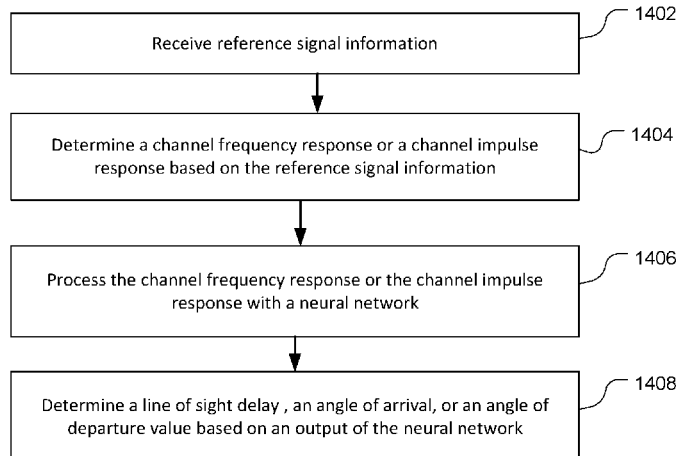 1402
Receive reference signal information
1404
Determine a channel frequency response or a channel impulse
response based on the reference signal information
1406
Process the channel frequency response or the channel impulse
response with a neural network
1408
Determine a line of sight delay , an angle of arrival, or an angle of
departure value based on an output of the neural network